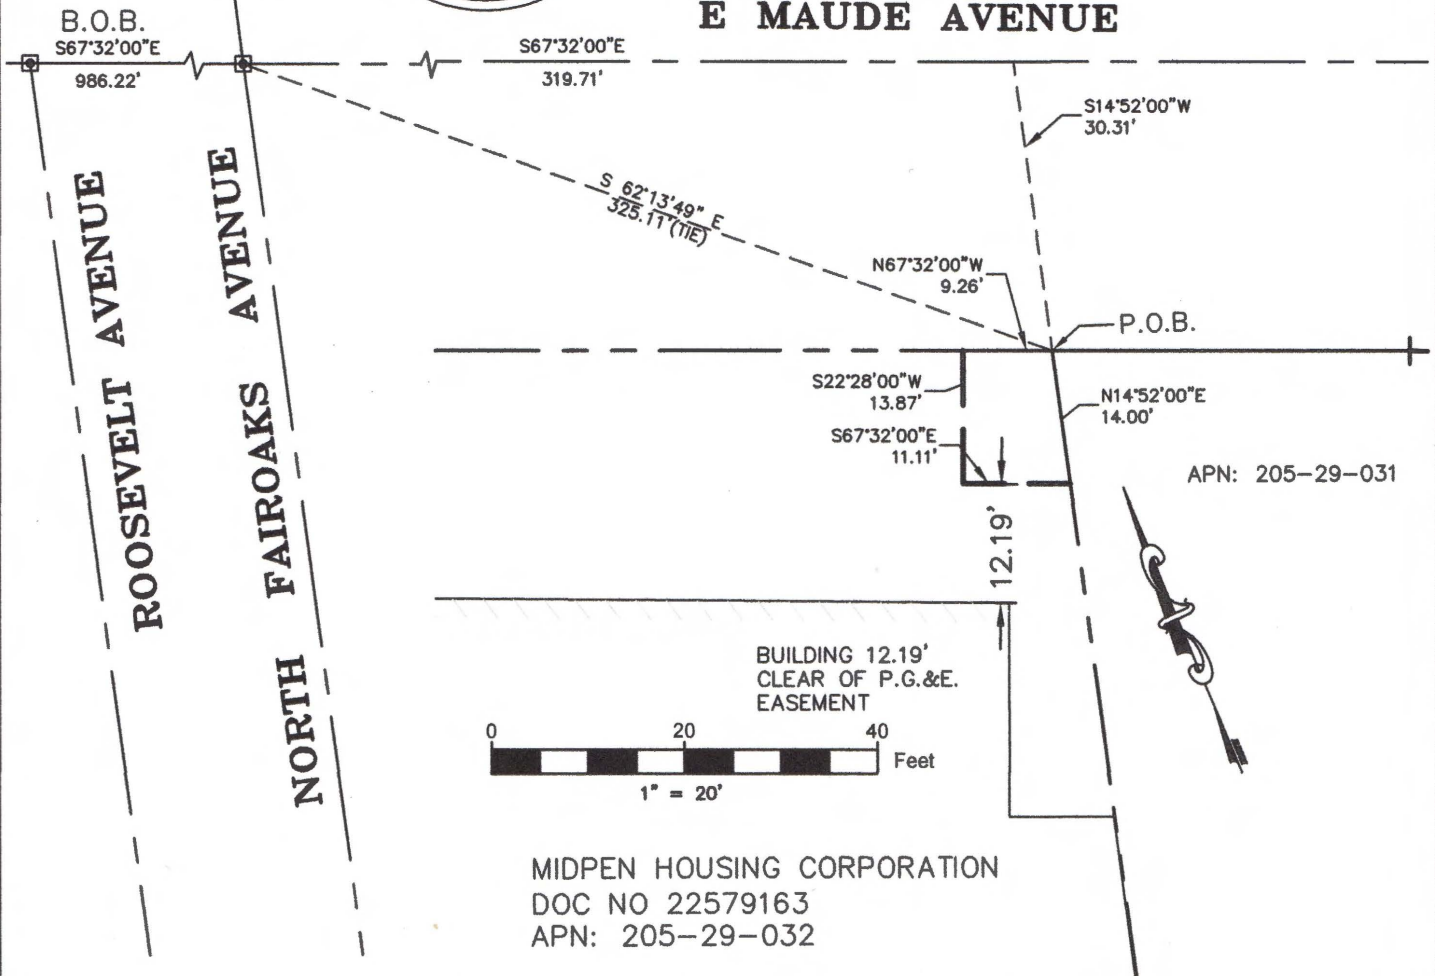 E MAUDE AVENUE
B.O.B.
S67°32'00"E
986.22'
S67°32'00"E
319.71'
S14°52'00"W
30.31'
S 62°13'49" E
325.11'(TIE)
N67°32'00"W
9.26'
P.O.B.
S22°28'00"W
13.87'
N14°52'00"E
14.00'
S67°32'00"E
11.11'
APN: 205-29-031
12.19'
ROOSEVELT AVENUE
NORTH FAIROAKS AVENUE
BUILDING 12.19'
CLEAR OF P.G.&E.
EASEMENT
0 20 40
Feet
1" = 20'
MIDPEN HOUSING CORPORATION
DOC NO 22579163
APN: 205-29-032